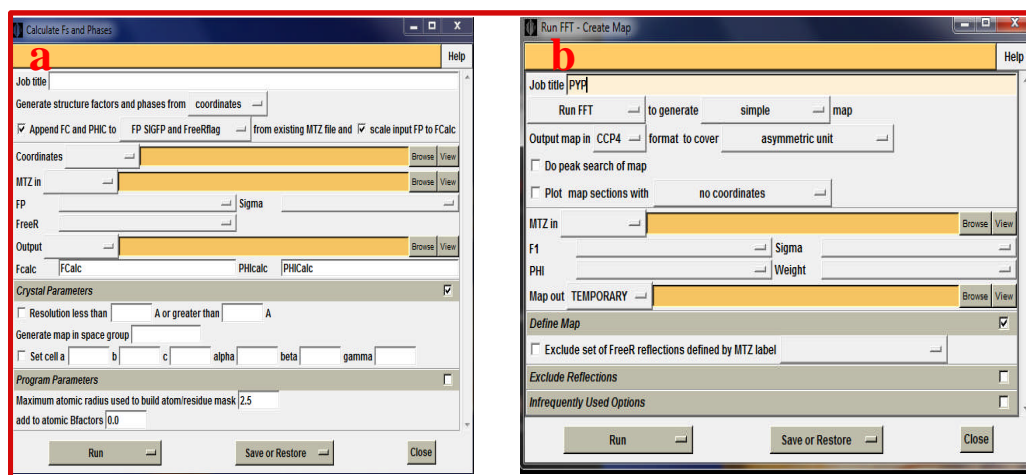 Calculate Fs and Phases
a
Help
Job title
Generate structure factors and phases from coordinates
Append FC and PHIC to FP SIGFP and FreeRflag from existing MTZ file and scale input FP to FCalc
Coordinates Browse View
MTZ in Browse View
FP Sigma
FreeR
Output Browse View
Fcalc FCalc PHIcalc PHICalc
Crystal Parameters
Resolution less than A or greater than A
Generate map in space group
Set cell a b c alpha beta gamma
Program Parameters
Maximum atomic radius used to build atom/residue mask 2.5
add to atomic Bfactors 0.0
Run Save or Restore Close
Run FFT - Create Map
b
Help
Job title PYP
Run FFT to generate simple map
Output map in CCP4 format to cover asymmetric unit
Do peak search of map
Plot map sections with no coordinates
MTZ in Browse View
F1 Sigma
PHI Weight
Map out TEMPORARY Browse View
Define Map
Exclude set of FreeR reflections defined by MTZ label
Exclude Reflections
Infrequently Used Options
Run Save or Restore Close